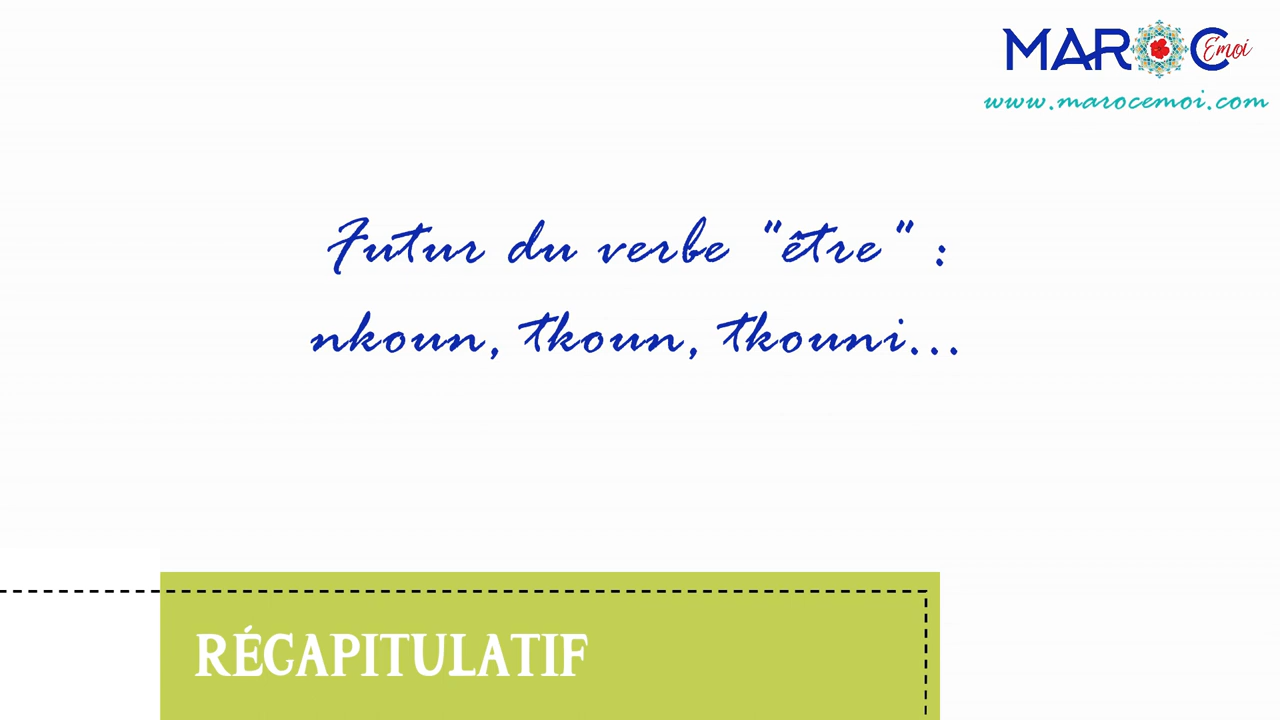 MAROC Emoi
www.marocemoi.com
Futur du verbe "être" :
nkoun, tkoun, tkouni...
RÉCAPITULATIF